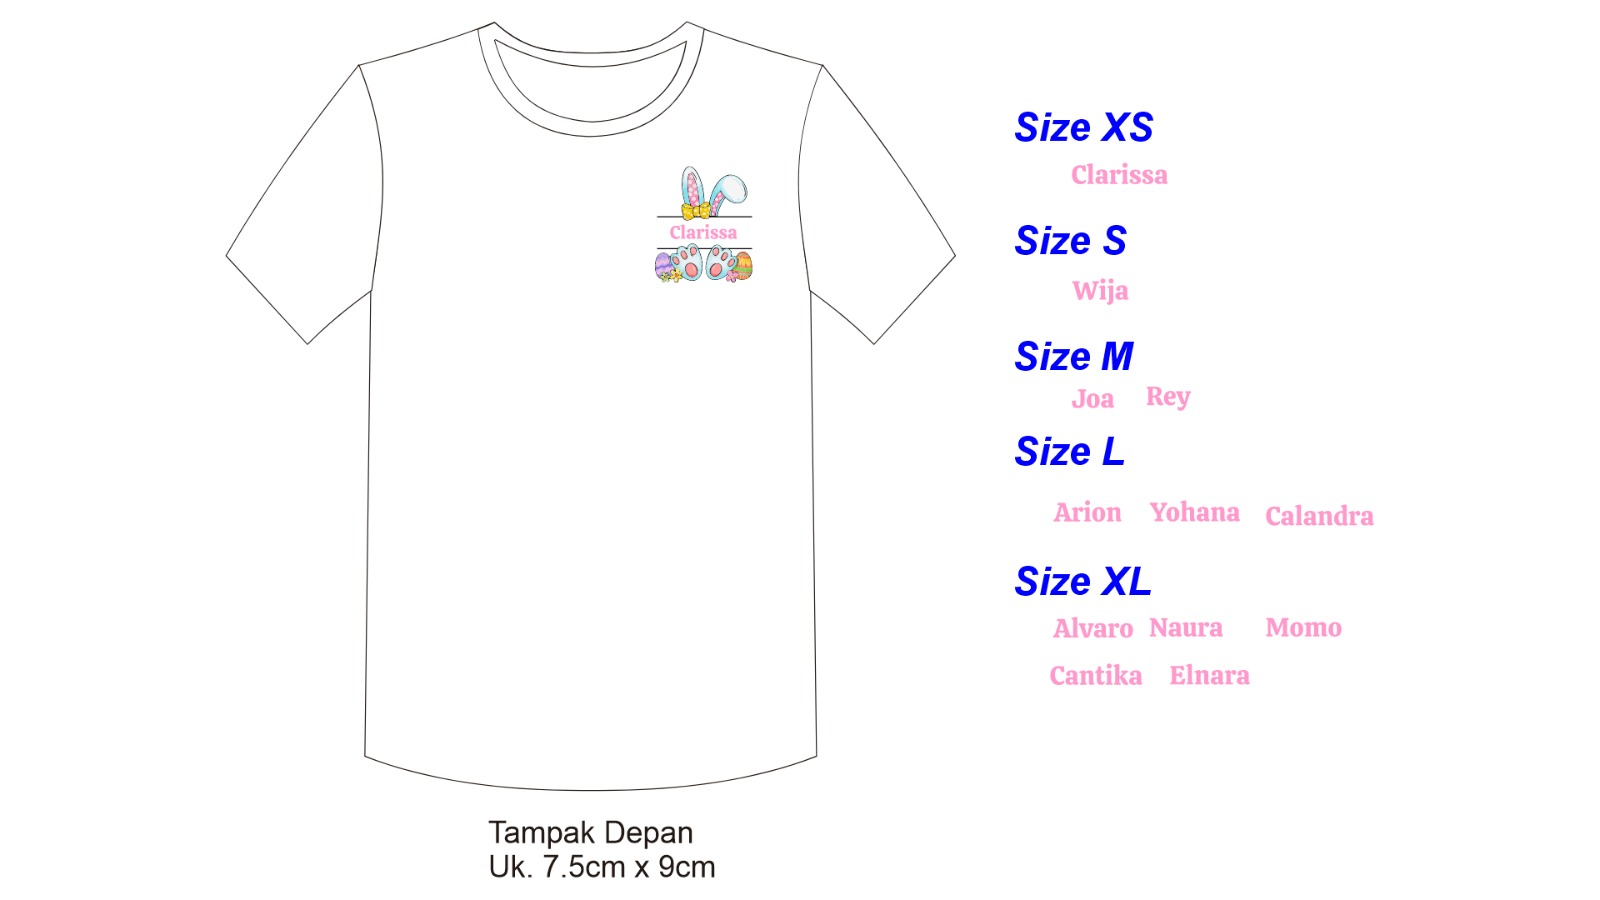 Clarissa
Tampak Depan
Uk. 7.5cm x 9cm
Size XS
Clarissa
Size S
Wija
Size M
Joa Rey
Size L
Arion Yohana Calandra
Size XL
Alvaro Naura Momo
Cantika Elnara